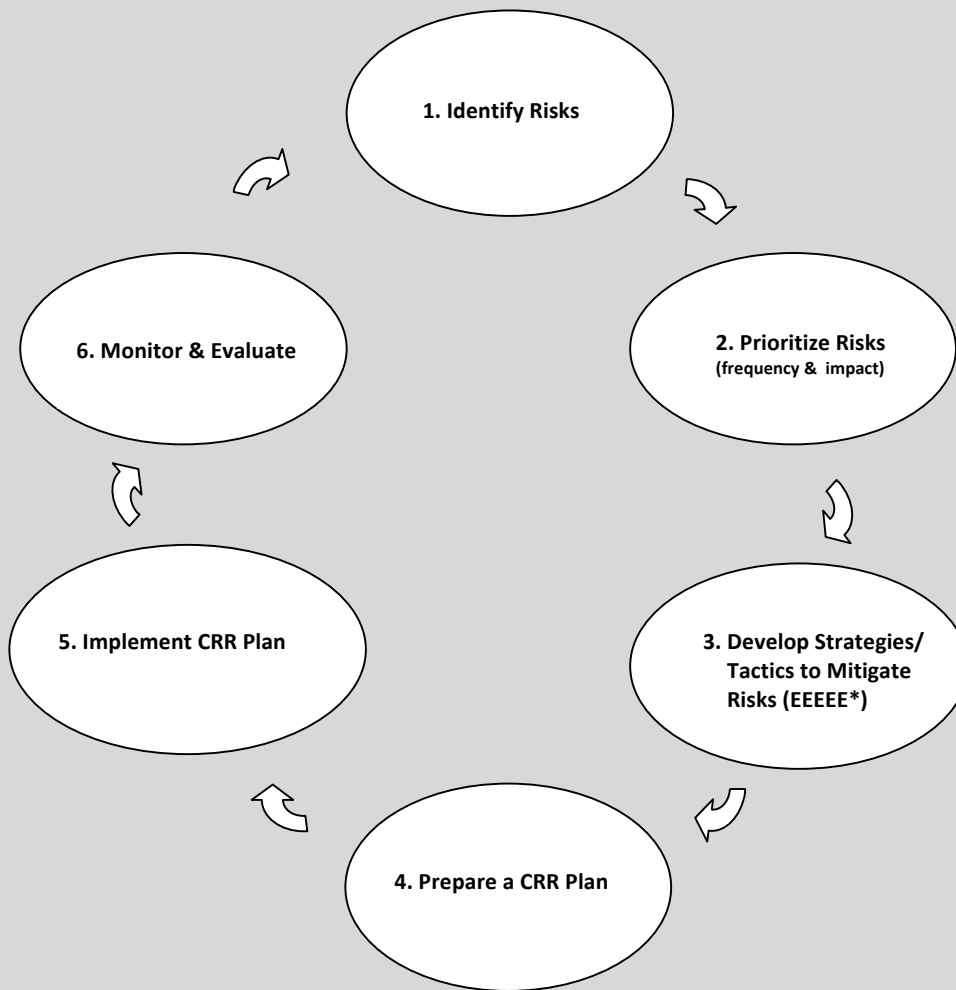 1. Identify Risks
2. Prioritize Risks
(frequency & impact)
3. Develop Strategies/
Tactics to Mitigate
Risks (EEEEE*)
4. Prepare a CRR Plan
5. Implement CRR Plan
6. Monitor & Evaluate